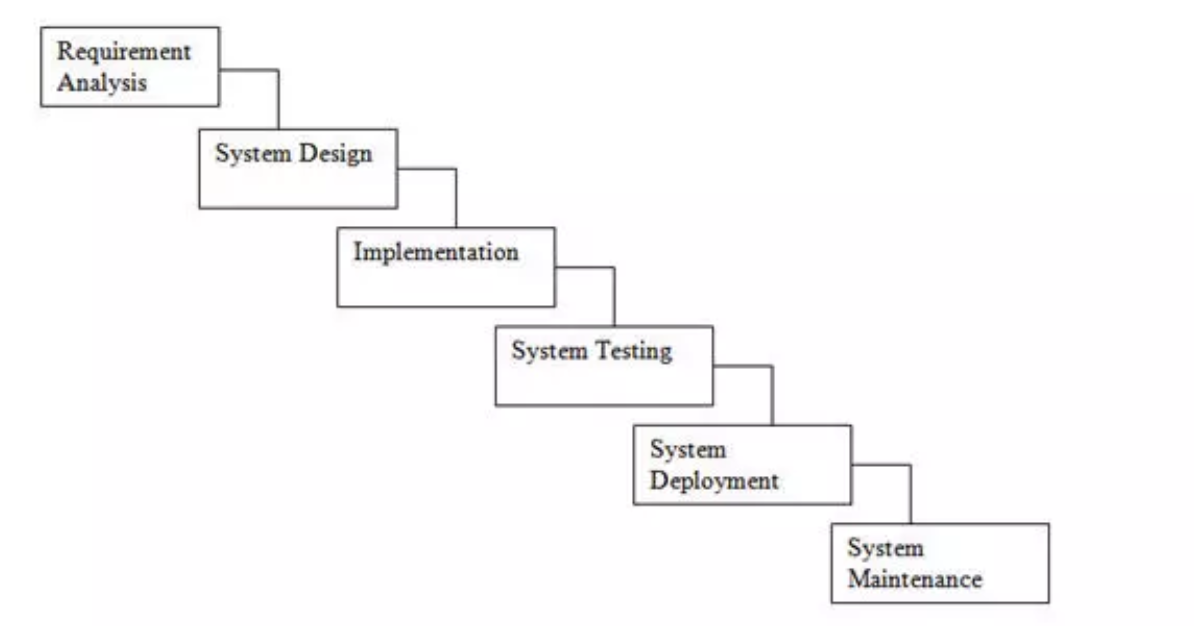 Requirement
Analysis
System Design
Implementation
System Testing
System
Deployment
System
Maintenance